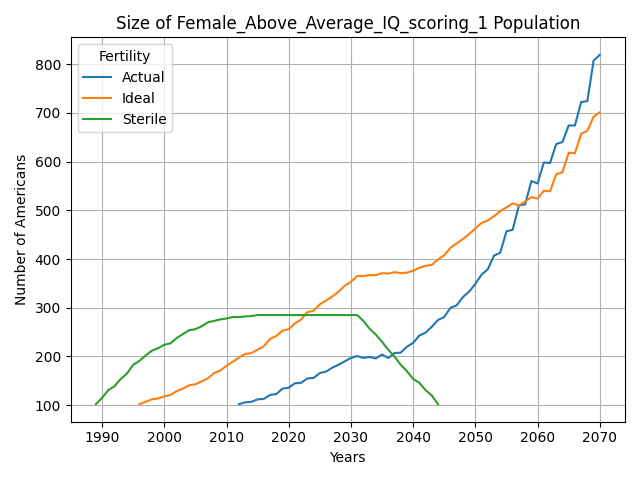 Size of Female_Above_Average_IQ_scoring_1 Population
Fertility
Actual
Ideal
Sterile
Number of Americans
800
700
600
500
400
300
200
100
1990 2000 2010 2020 2030 2040 2050 2060 2070
Years